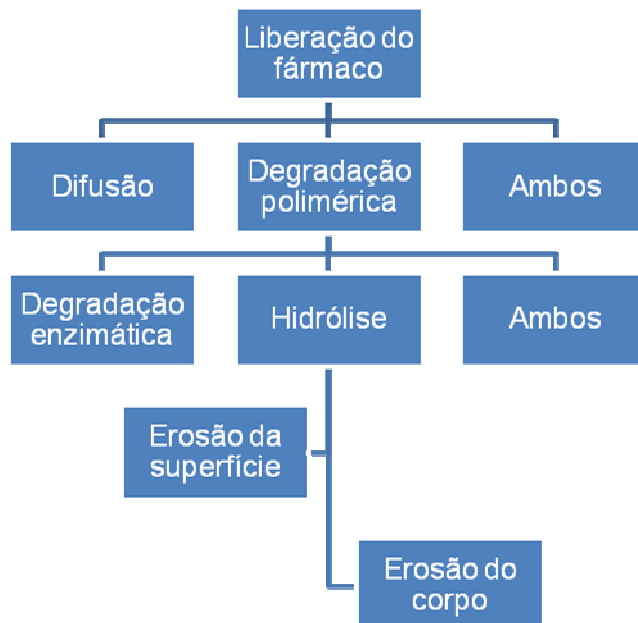 Liberação do
fármaco
Difusão
Degradação
polimérica
Ambos
Degradação
enzimática
Hidrólise
Ambos
Erosão da
superfície
Erosão do
corpo